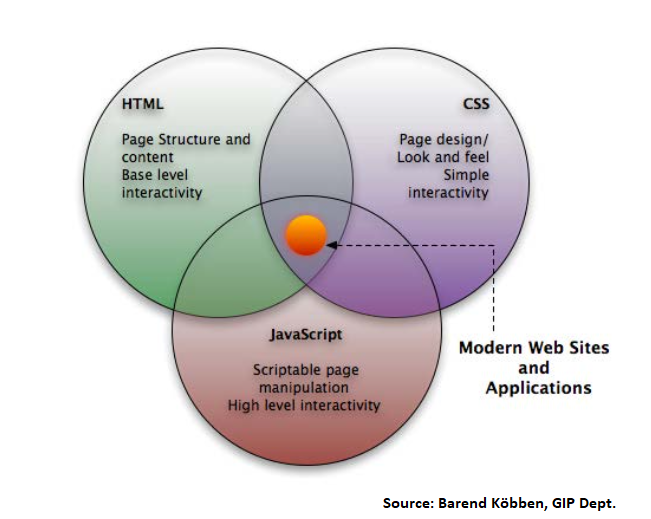 HTML
Page Structure and
content
Base level
interactivity
CSS
Page design/
Look and feel
Simple
interactivity
JavaScript
Scriptable page
manipulation
High level interactivity
Modern Web Sites
and
Applications
Source: Barend Köbben, GIP Dept.